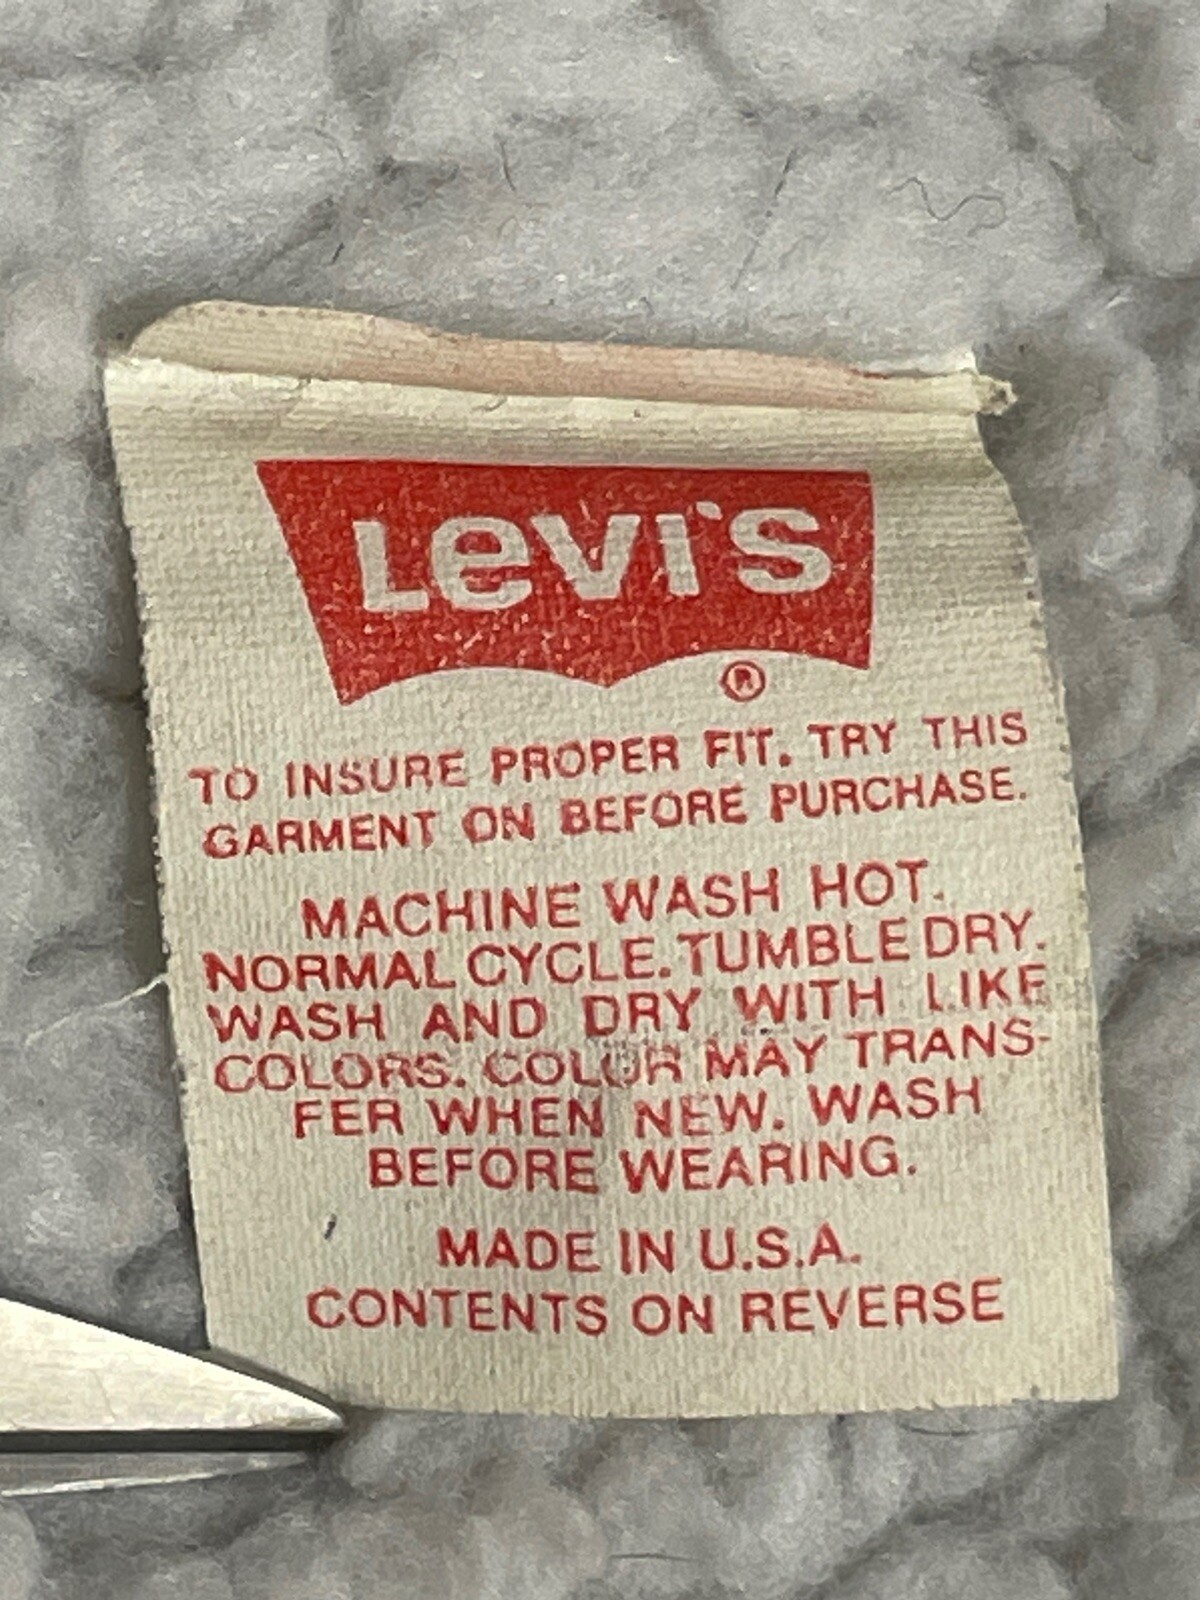 Levi's
®
TO INSURE PROPER FIT. TRY THIS
GARMENT ON BEFORE PURCHASE.
MACHINE WASH HOT.
NORMAL CYCLE. TUMBLE DRY.
WASH AND DRY WITH LIKE
COLORS. COLOR MAY TRANS-
FER WHEN NEW. WASH
BEFORE WEARING.
MADE IN U.S.A.
CONTENTS ON REVERSE